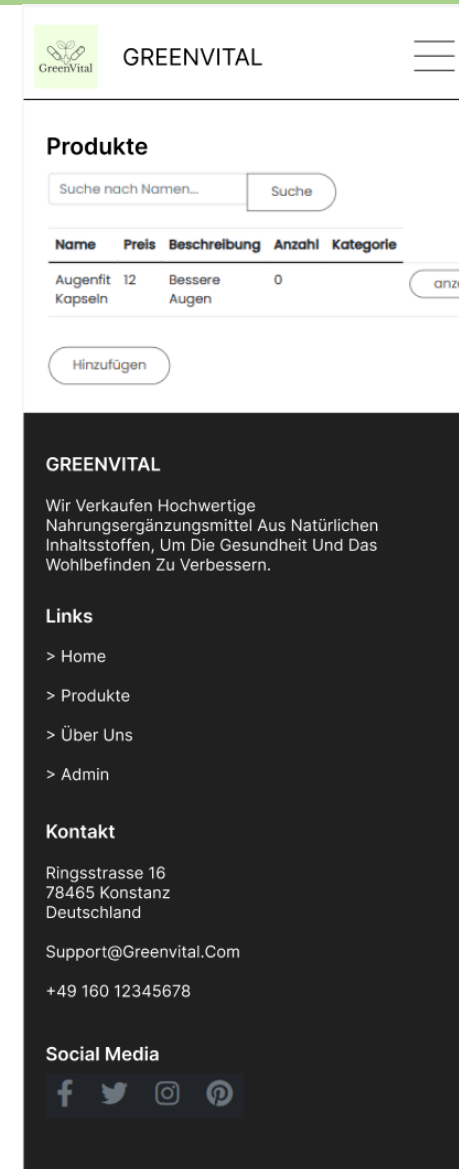 GreenVital
GREENVITAL
Produkte
Suche nach Namen...
Suche
Name Preis Beschreibung Anzahl Kategorie
Augenfit 12 Bessere 0
Kapseln Augen
Hinzufügen
GREENVITAL
Wir Verkaufen Hochwertige
Nahrungsergänzungsmittel Aus Natürlichen
Inhaltsstoffen, Um Die Gesundheit Und Das
Wohlbefinden Zu Verbessern.
Links
> Home
> Produkte
> Über Uns
> Admin
Kontakt
Ringsstrasse 16
78465 Konstanz
Deutschland
Support@Greenvital.Com
+49 160 12345678
Social Media